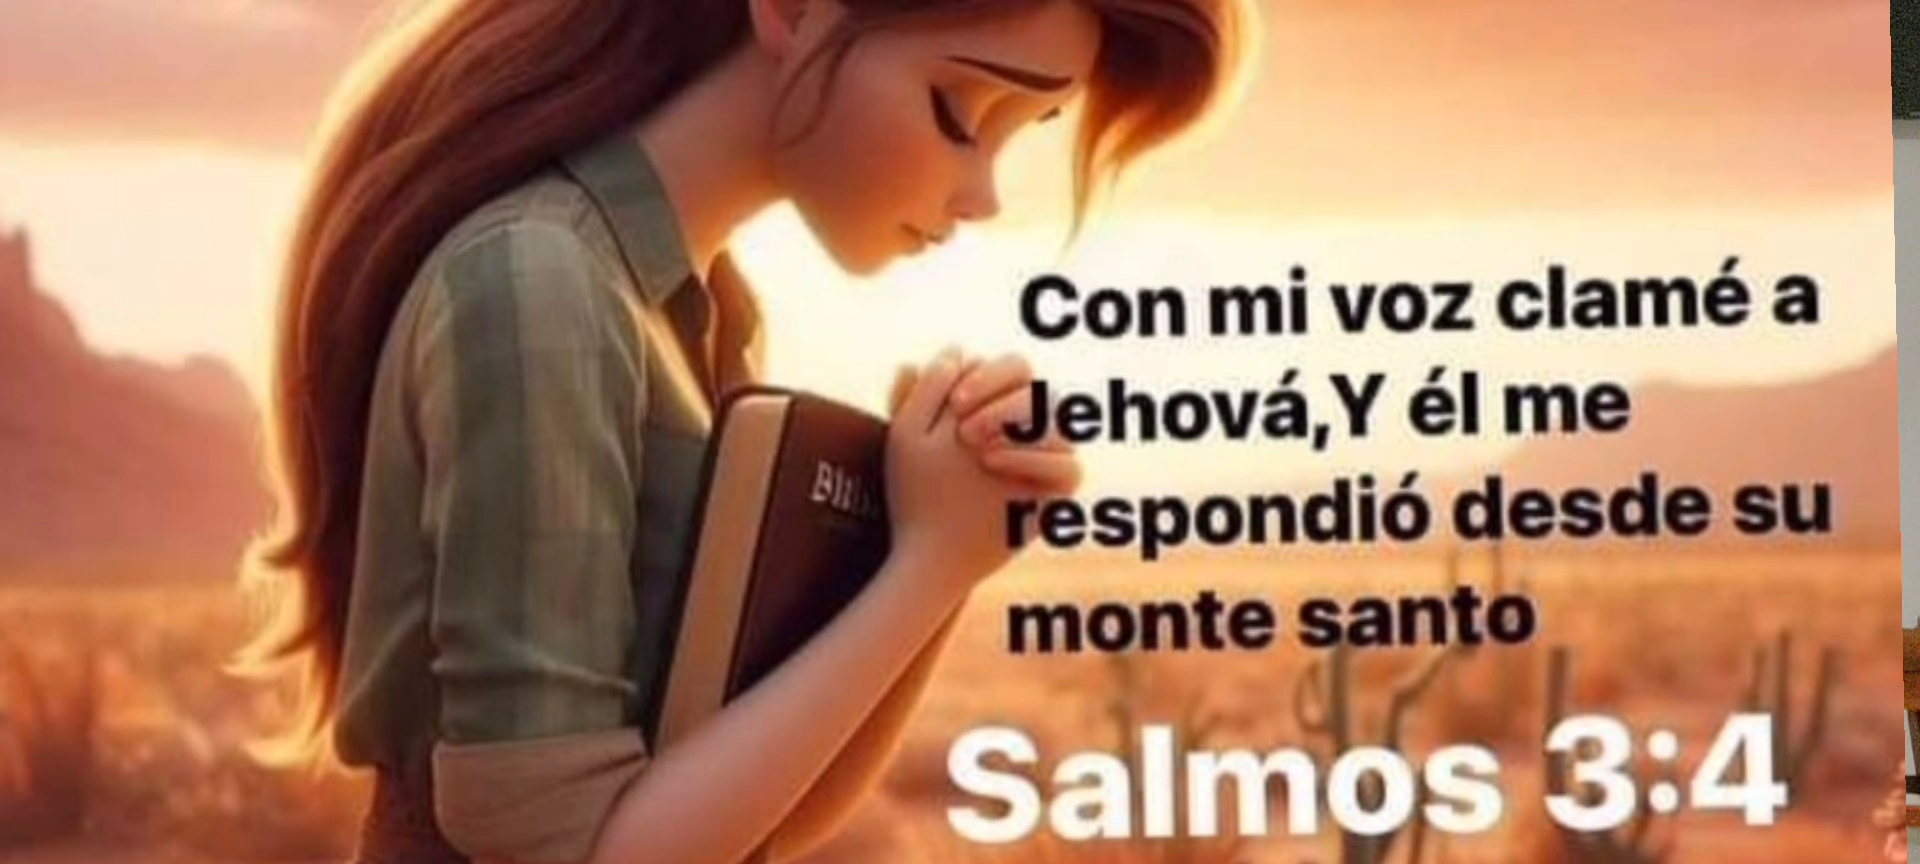 Con mi voz clamé a
Jehová,Y él me
respondió desde su
monte santo
Salmos 3:4